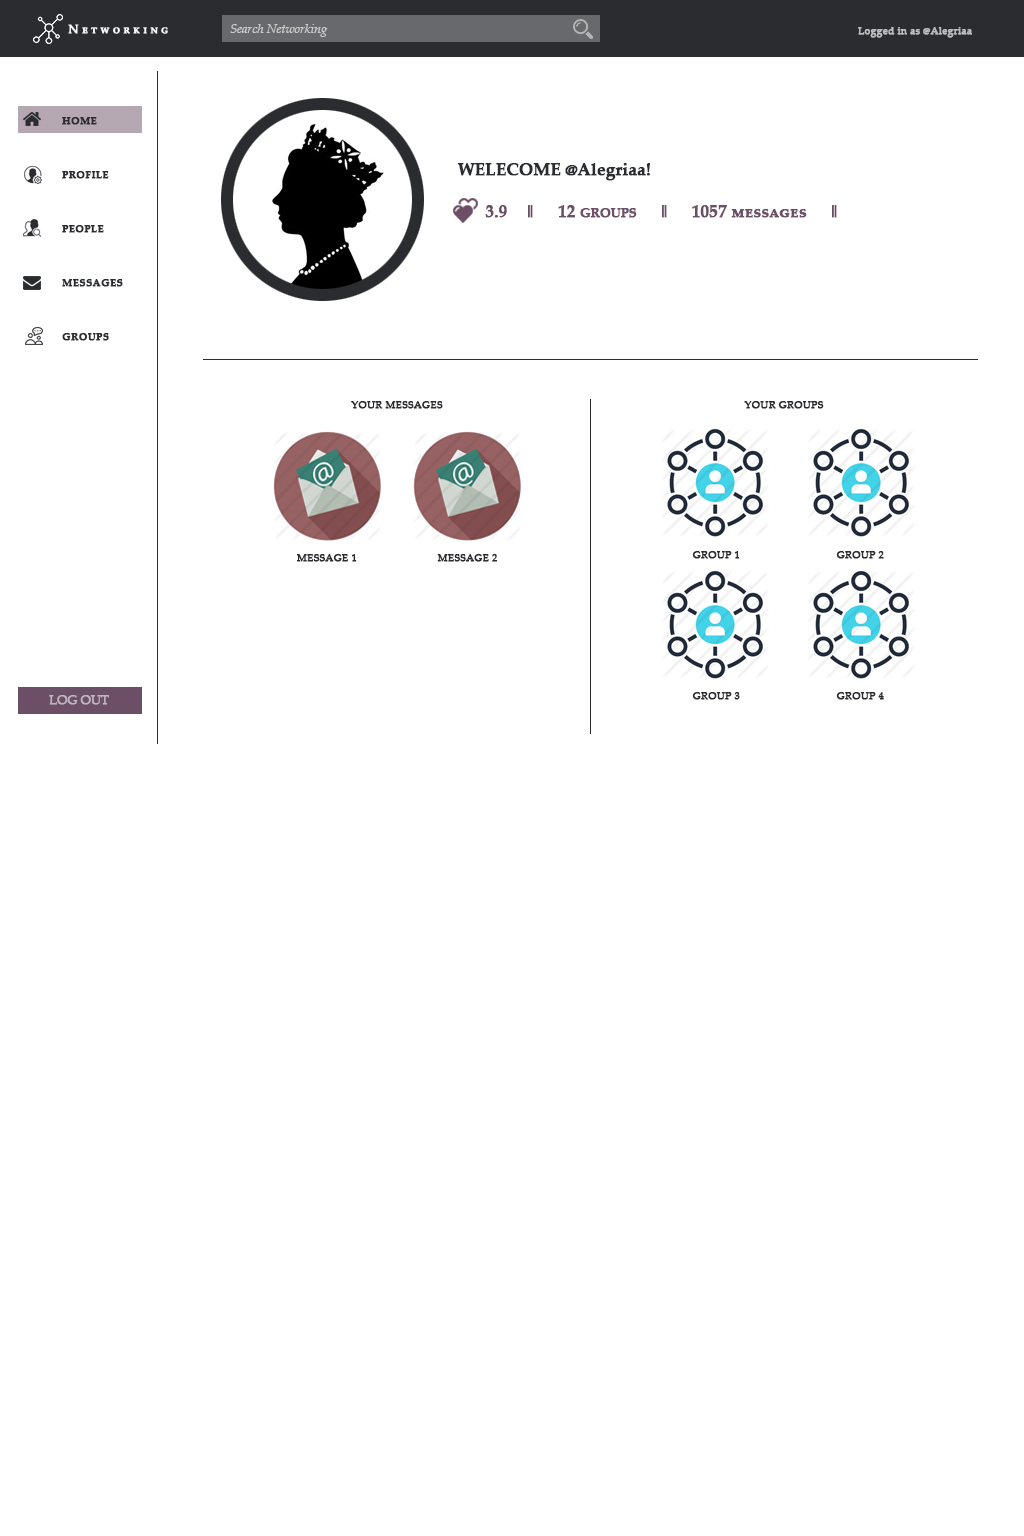 NETWORKING
Search Networking
Logged in as @Alegriaa
HOME
PROFILE
PEOPLE
MESSAGES
GROUPS
LOG OUT
WELECOME @Alegriaa!
3.9 || 12 GROUPS || 1057 MESSAGES ||
YOUR MESSAGES
@ @
MESSAGE 1 MESSAGE 2
YOUR GROUPS
GROUP 1 GROUP 2
GROUP 3 GROUP 4